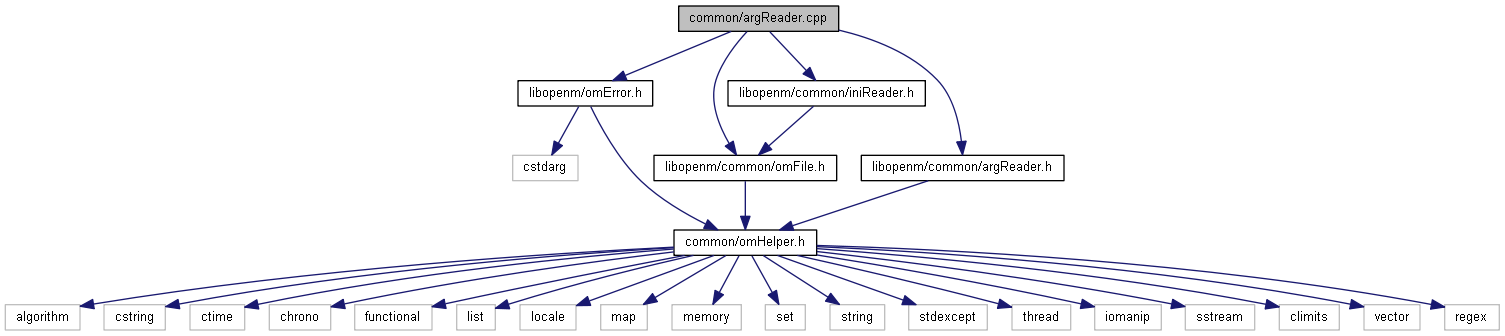 common/argReader.cpp
libopenm/omError.h
libopenm/common/iniReader.h
cstdarg
libopenm/common/omFile.h
libopenm/common/argReader.h
common/omHelper.h
algorithm
cstring
ctime
chrono
functional
list
locale
map
memory
set
string
stdexcept
thread
iomanip
sstream
climits
vector
regex